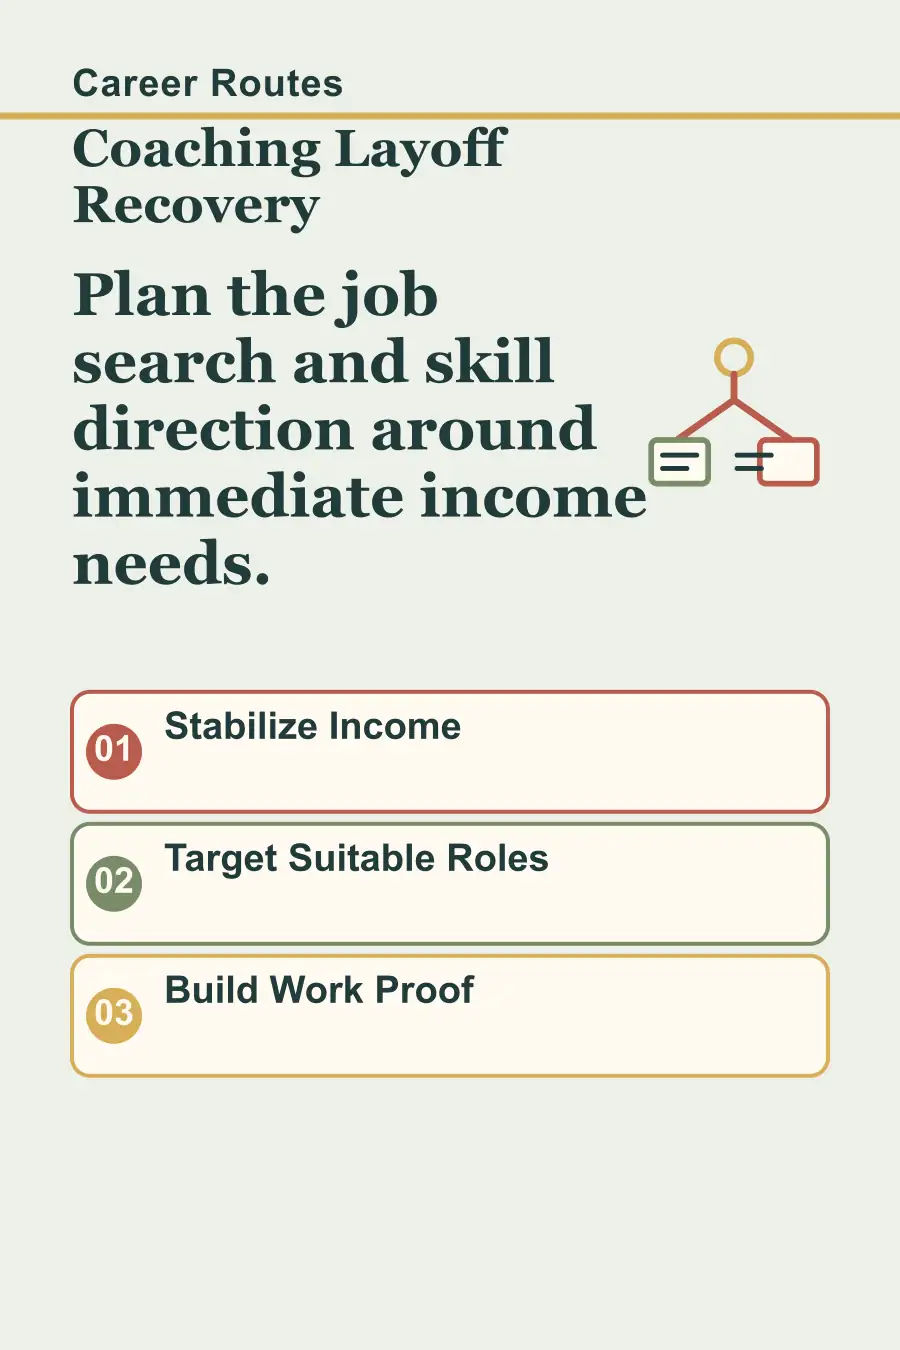 Career Routes
Coaching Layoff
Recovery
Plan the job
search and skill
direction around
immediate income
needs.
01
Stabilize Income
02
Target Suitable Roles
03
Build Work Proof